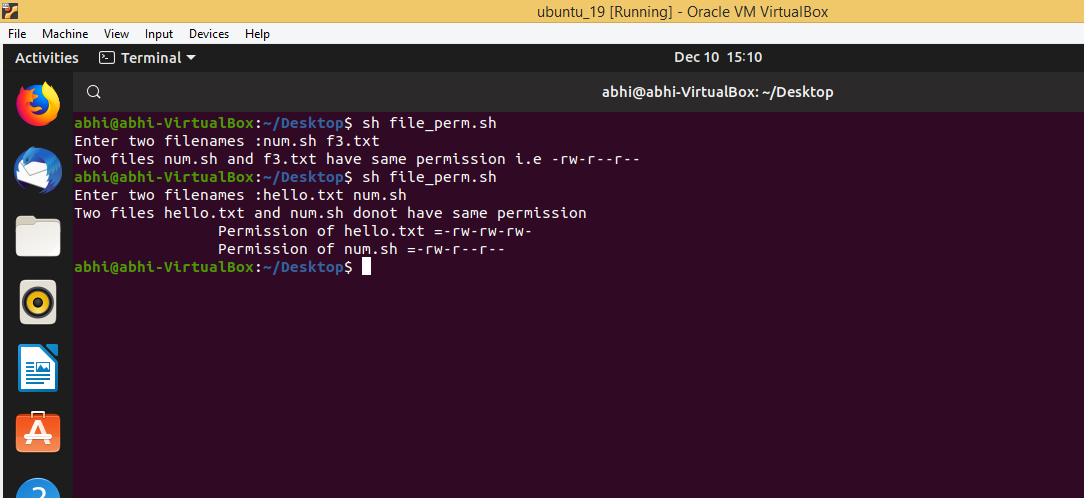 ubuntu_19 [Running] - Oracle VM VirtualBox
File Machine View Input Devices Help
Activities Terminal Dec 10 15:10
abhi@abhi-VirtualBox: ~/Desktop
abhi@abhi-VirtualBox:~/Desktop$ sh file_perm.sh
Enter two filenames :num.sh f3.txt
Two files num.sh and f3.txt have same permission i.e -rw-r--r--
abhi@abhi-VirtualBox:~/Desktop$ sh file_perm.sh
Enter two filenames :hello.txt num.sh
Two files hello.txt and num.sh donot have same permission
Permission of hello.txt =-rw-rw-rw-
Permission of num.sh =-rw-r--r--
abhi@abhi-VirtualBox:~/Desktop$
?